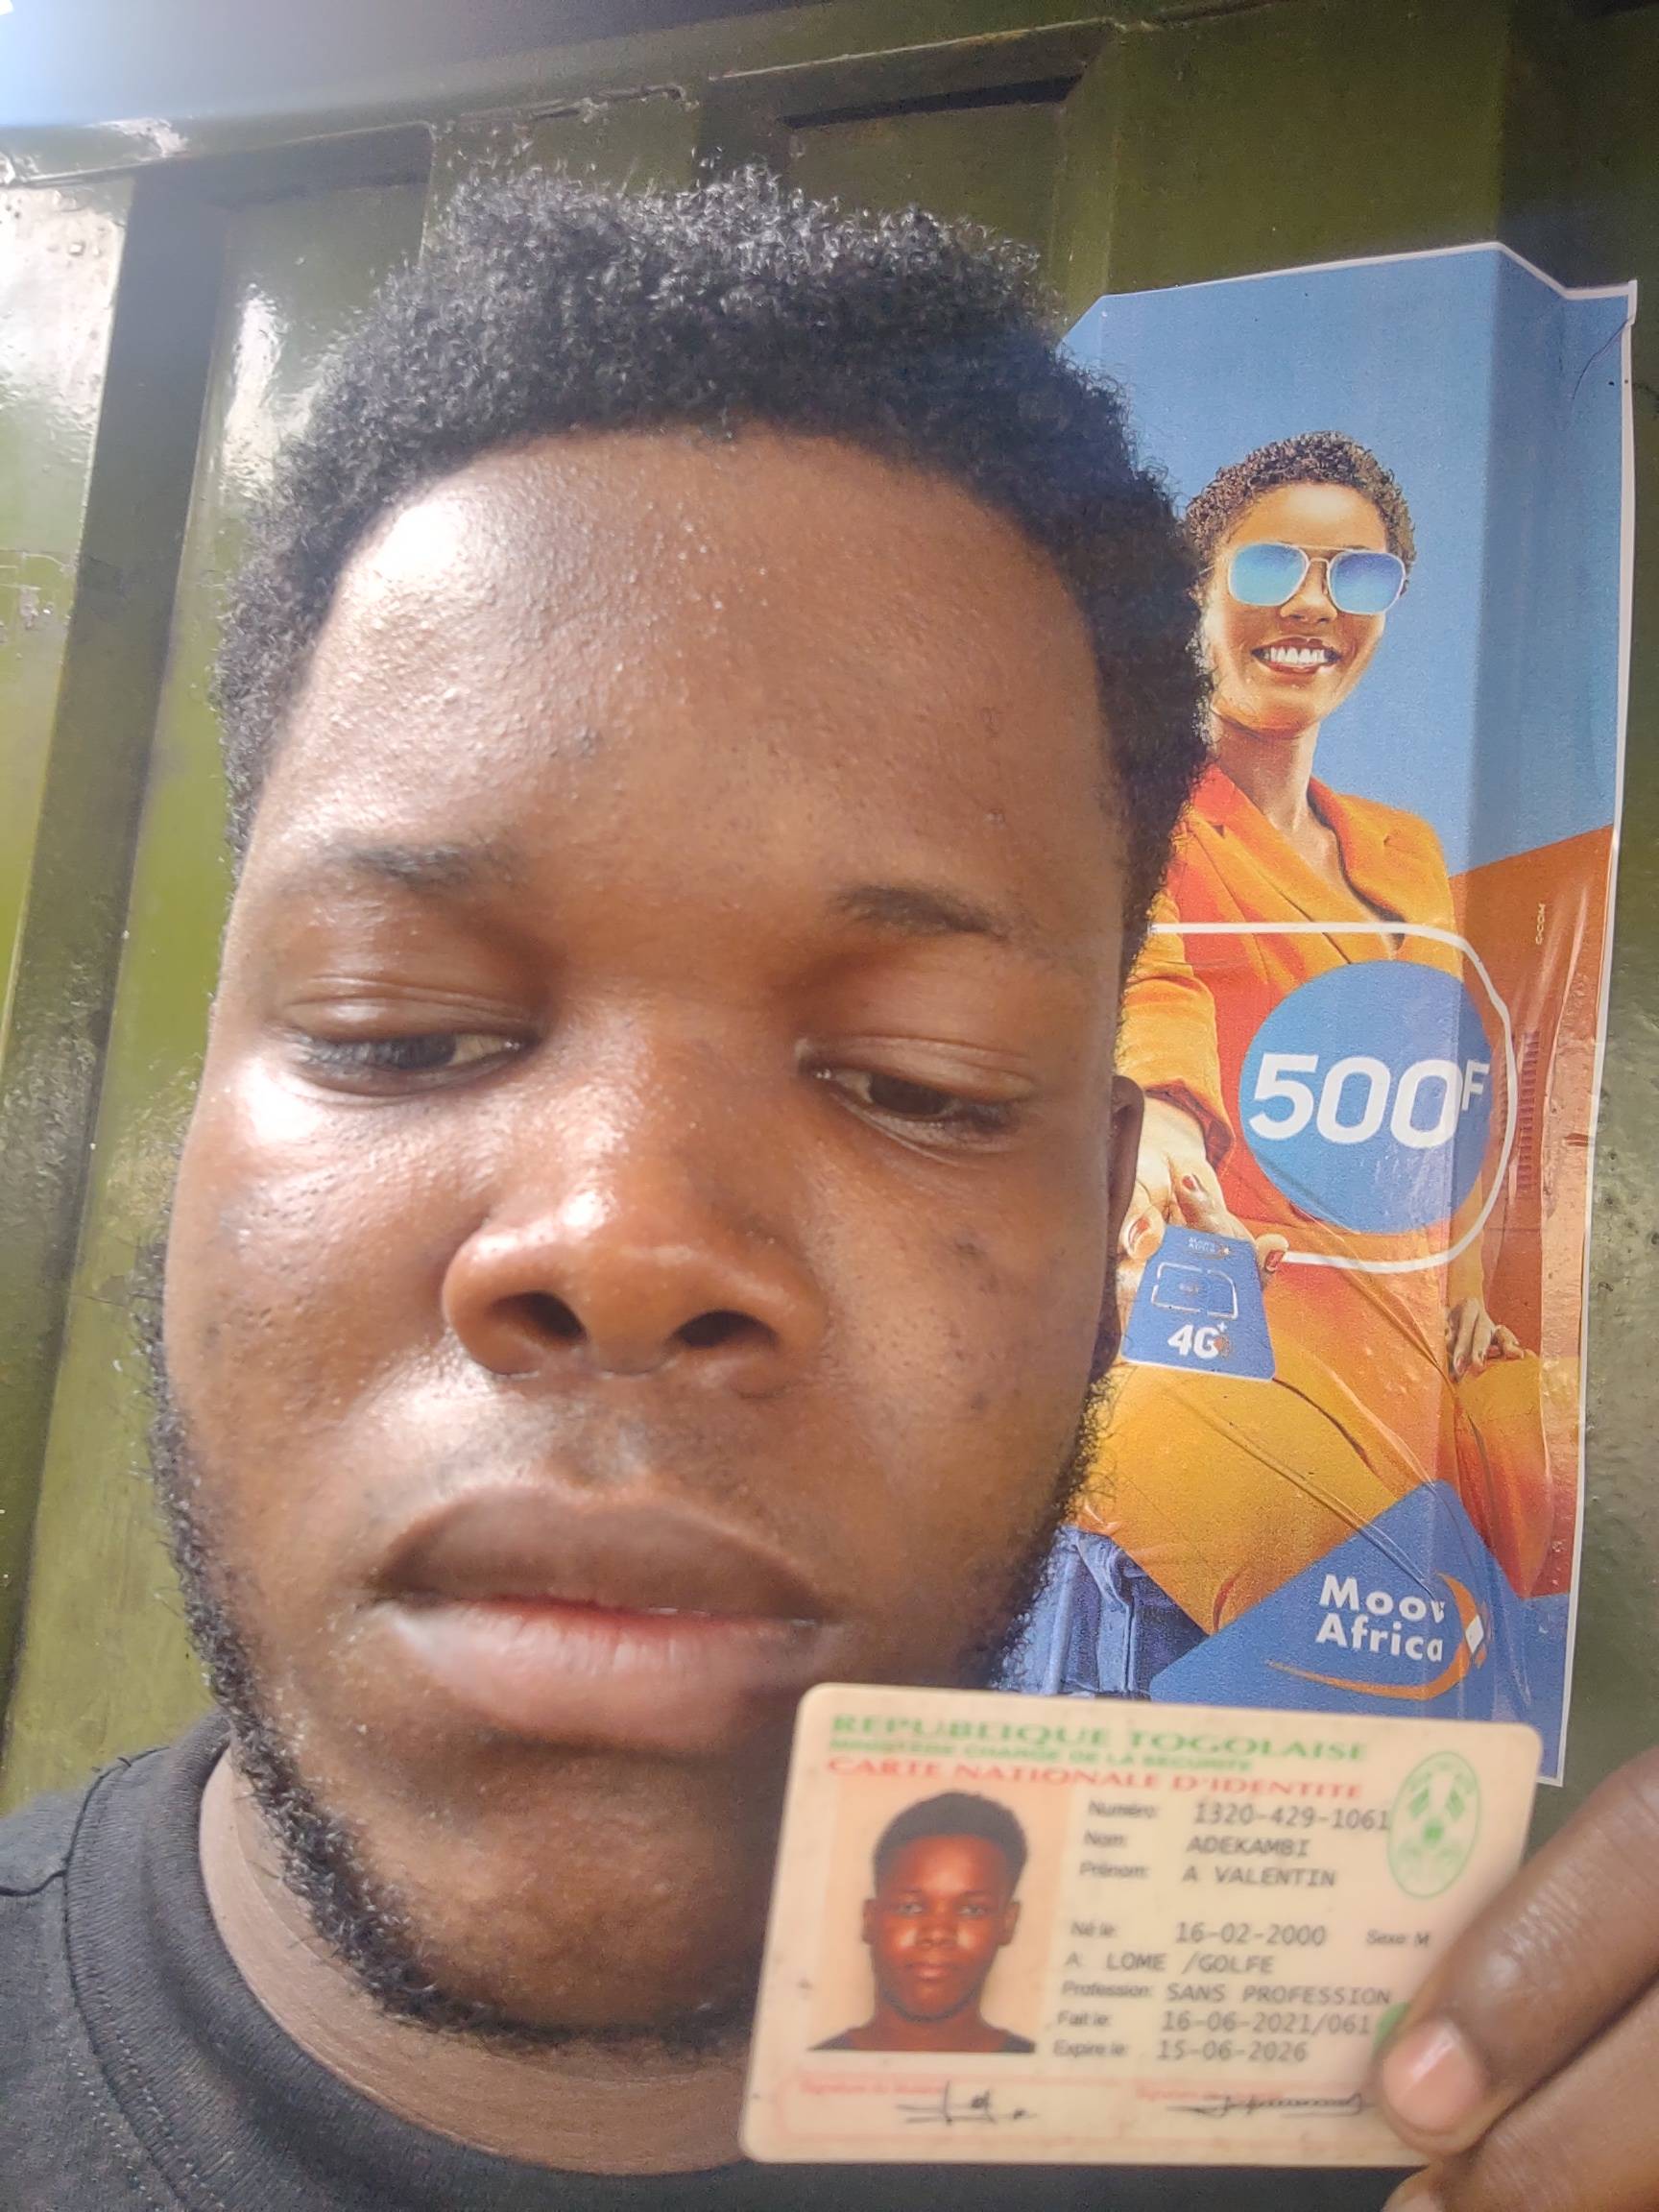 500F
4G+
Moov
Africa
REPUBLIQUE TOGOLAISE
MINISTERE CHARGE DE LA SECURITE
CARTE NATIONALE D'IDENTITE
Numéro: 1320-429-1061
Nom: ADEKAMBI
Prénom: A VALENTIN
Né le: 16-02-2000 Sexe: M
A LOME /GOLFE
Profession: SANS PROFESSION
Fait le: 16-06-2021/061
Expire le: 15-06-2026